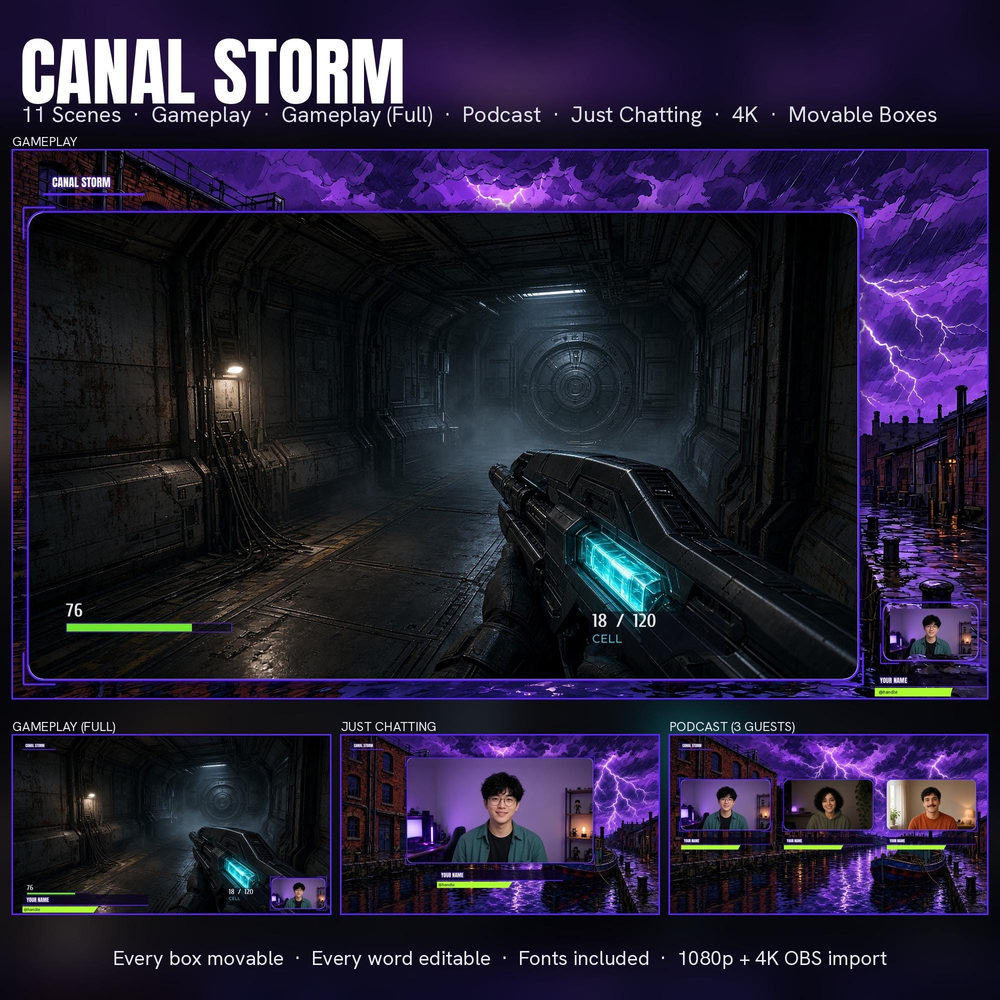 CANAL STORM
11 Scenes · Gameplay · Gameplay (Full) · Podcast · Just Chatting · 4K · Movable Boxes
GAMEPLAY
CANAL STORM
76
18 / 120
CELL
YOUR NAME
@handle
GAMEPLAY (FULL)
CANAL STORM
76
YOUR NAME
@handle
18 / 120
CELL
JUST CHATTING
CANAL STORM
YOUR NAME
@handle
PODCAST (3 GUESTS)
CANAL STORM
YOUR NAME
YOUR NAME
YOUR NAME
Every box movable · Every word editable · Fonts included · 1080p + 4K OBS import